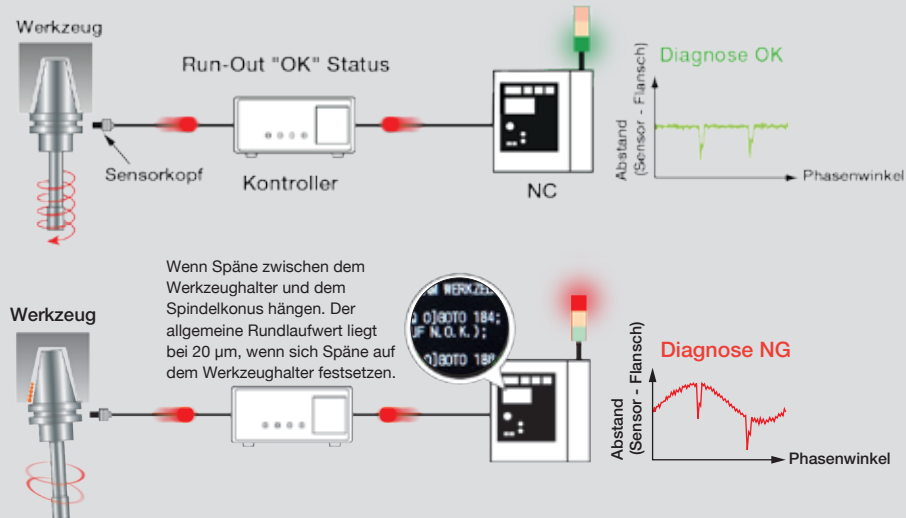 Werkzeug
Run-Out "OK" Status
Sensorkopf
Kontroller
NC
Diagnose OK
Abstand
(Sensor - Flansch)
Phasenwinkel
Wenn Späne zwischen dem
Werkzeughalter und dem
Spindelkonus hängen. Der
allgemeine Rundlaufwert liegt
bei 20 µm, wenn sich Späne auf
dem Werkzeughalter festsetzen.
Werkzeug
O]GOTO 184;
N.O.K.);
O]GOTO
Diagnose NG
Abstand
(Sensor - Flansch)
Phasenwinkel